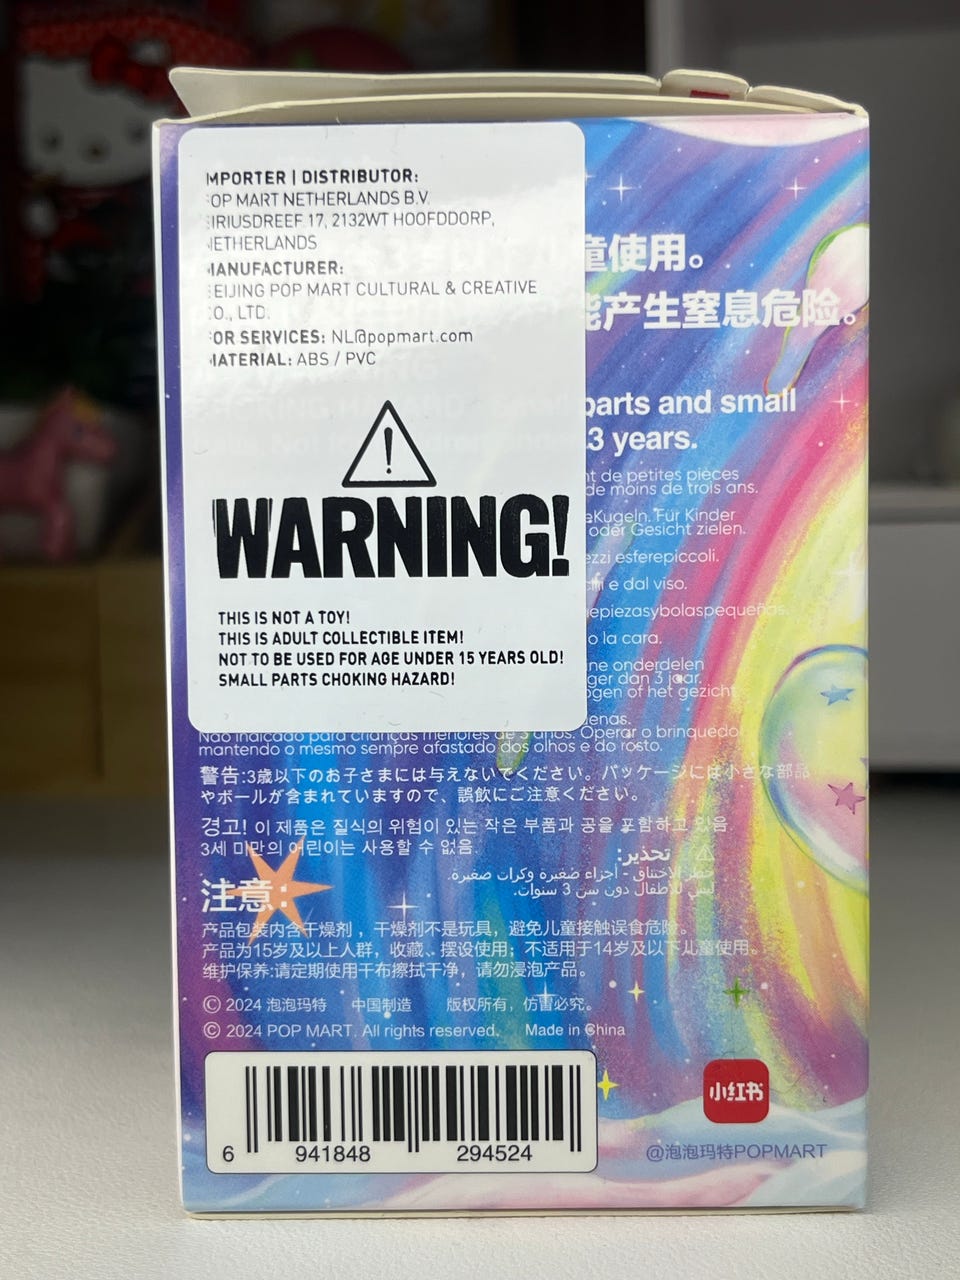 MPORTER | DISTRIBUTOR:
OP MART NETHERLANDS B.V.
IRIUSDREEF 17, 2132WT HOOFDDORP,
NETHERLANDS
MANUFACTURER:
EIJING POP MART CULTURAL & CREATIVE
CO., LTD.
OR SERVICES: NL@popmart.com
MATERIAL: ABS / PVC
WARNING!
THIS IS NOT A TOY!
THIS IS ADULT COLLECTIBLE ITEM!
NOT TO BE USED FOR AGE UNDER 15 YEARS OLD!
SMALL PARTS CHOKING HAZARD!
童使用。
能产生窒息危险。
parts and small
3 years.
nt de petites pièces
de moins de trois ans.
eKugeln. Für Kinder
oder Gesicht zielen.
ezzi esferepiccoli.
chi e dal viso.
epiezasybolaspequeñas.
o la cara.
ne onderdelen
ger dan 3 jaar.
ogen of het gezicht
uenas.
Não indicado para crianças menores de 3 anos. Operar o brinquedo
mantendo o mesmo sempre afastado dos olhos e do rosto.
警告:3歳以下のお子さまには与えないでください。パッケージには小さな部品
やボールが含まれていますので、誤飲にご注意ください。
경고! 이 제품은 질식의 위험이 있는 작은 부품과 공을 포함하고 있음
3세 미만의 어린이는 사용할 수 없음
تحذير:
خطر الاختناق - أجزاء صغيرة وكرات صغيرة.
ليس للأطفال دون سن 3 سنوات.
注意:
产品包装内含干燥剂，干燥剂不是玩具，避免儿童接触误食危险。
产品为15岁及以上人群，收藏、摆设使用；不适用于14岁及以下儿童使用。
维护保养:请定期使用干布擦拭干净，请勿浸泡产品。
© 2024 泡泡玛特 中国制造 版权所有，仿冒必究。
© 2024 POP MART. All rights reserved. Made in China
6 941848 294524
小红书
@泡泡玛特POPMART